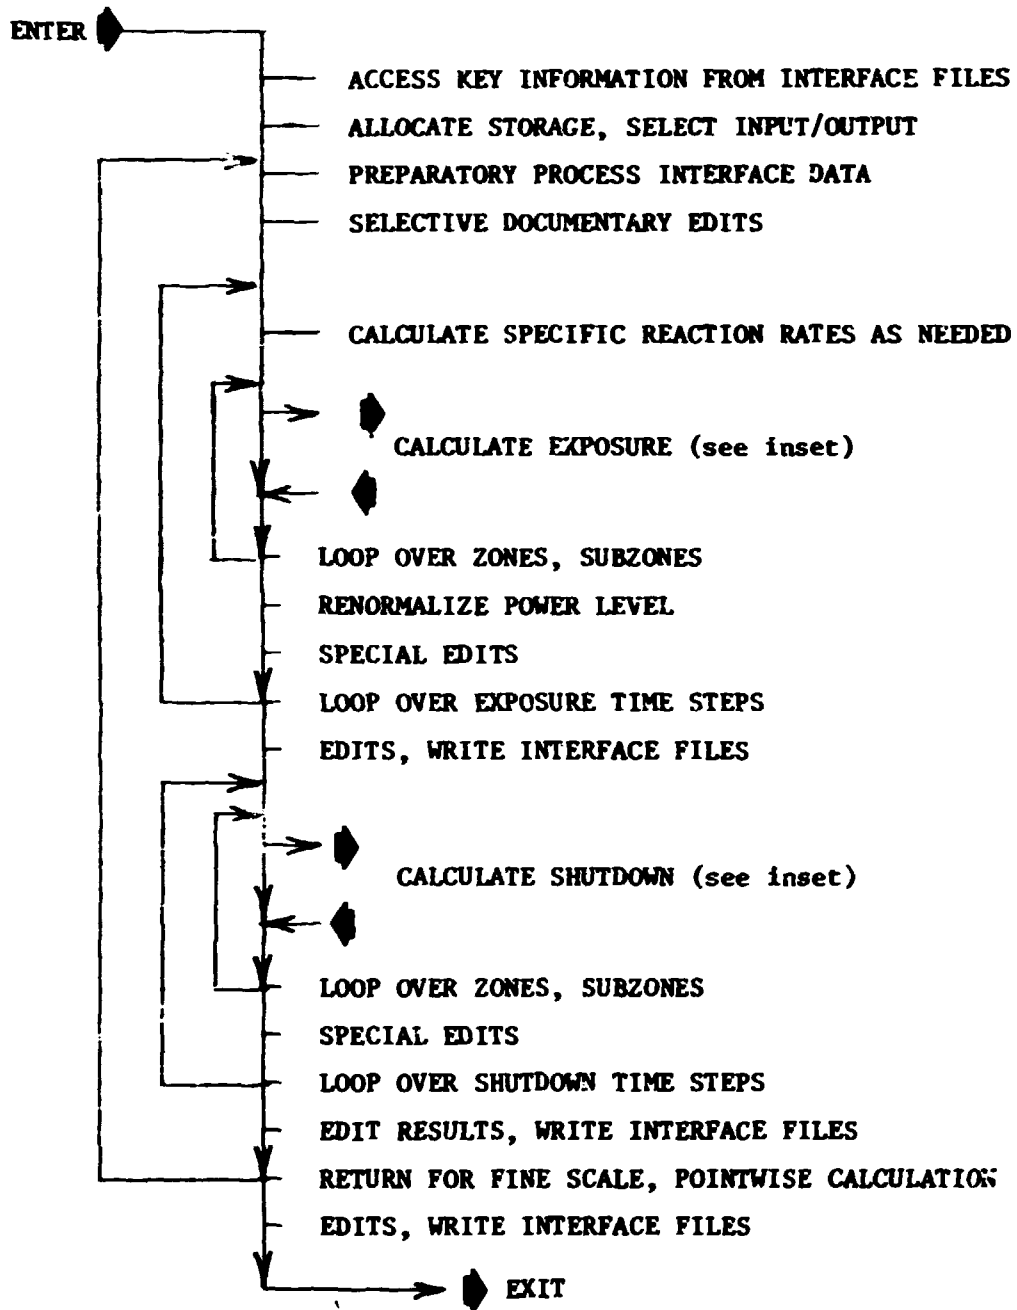 ENTER
ACCESS KEY INFORMATION FROM INTERFACE FILES
ALLOCATE STORAGE, SELECT INPUT/OUTPUT
PREPARATORY PROCESS INTERFACE DATA
SELECTIVE DOCUMENTARY EDITS
CALCULATE SPECIFIC REACTION RATES AS NEEDED
CALCULATE EXPOSURE (see inset)
LOOP OVER ZONES, SUBZONES
RENORMALIZE POWER LEVEL
SPECIAL EDITS
LOOP OVER EXPOSURE TIME STEPS
EDITS, WRITE INTERFACE FILES
CALCULATE SHUTDOWN (see inset)
LOOP OVER ZONES, SUBZONES
SPECIAL EDITS
LOOP OVER SHUTDOWN TIME STEPS
EDIT RESULTS, WRITE INTERFACE FILES
RETURN FOR FINE SCALE, POINTWISE CALCULATION
EDITS, WRITE INTERFACE FILES
EXIT